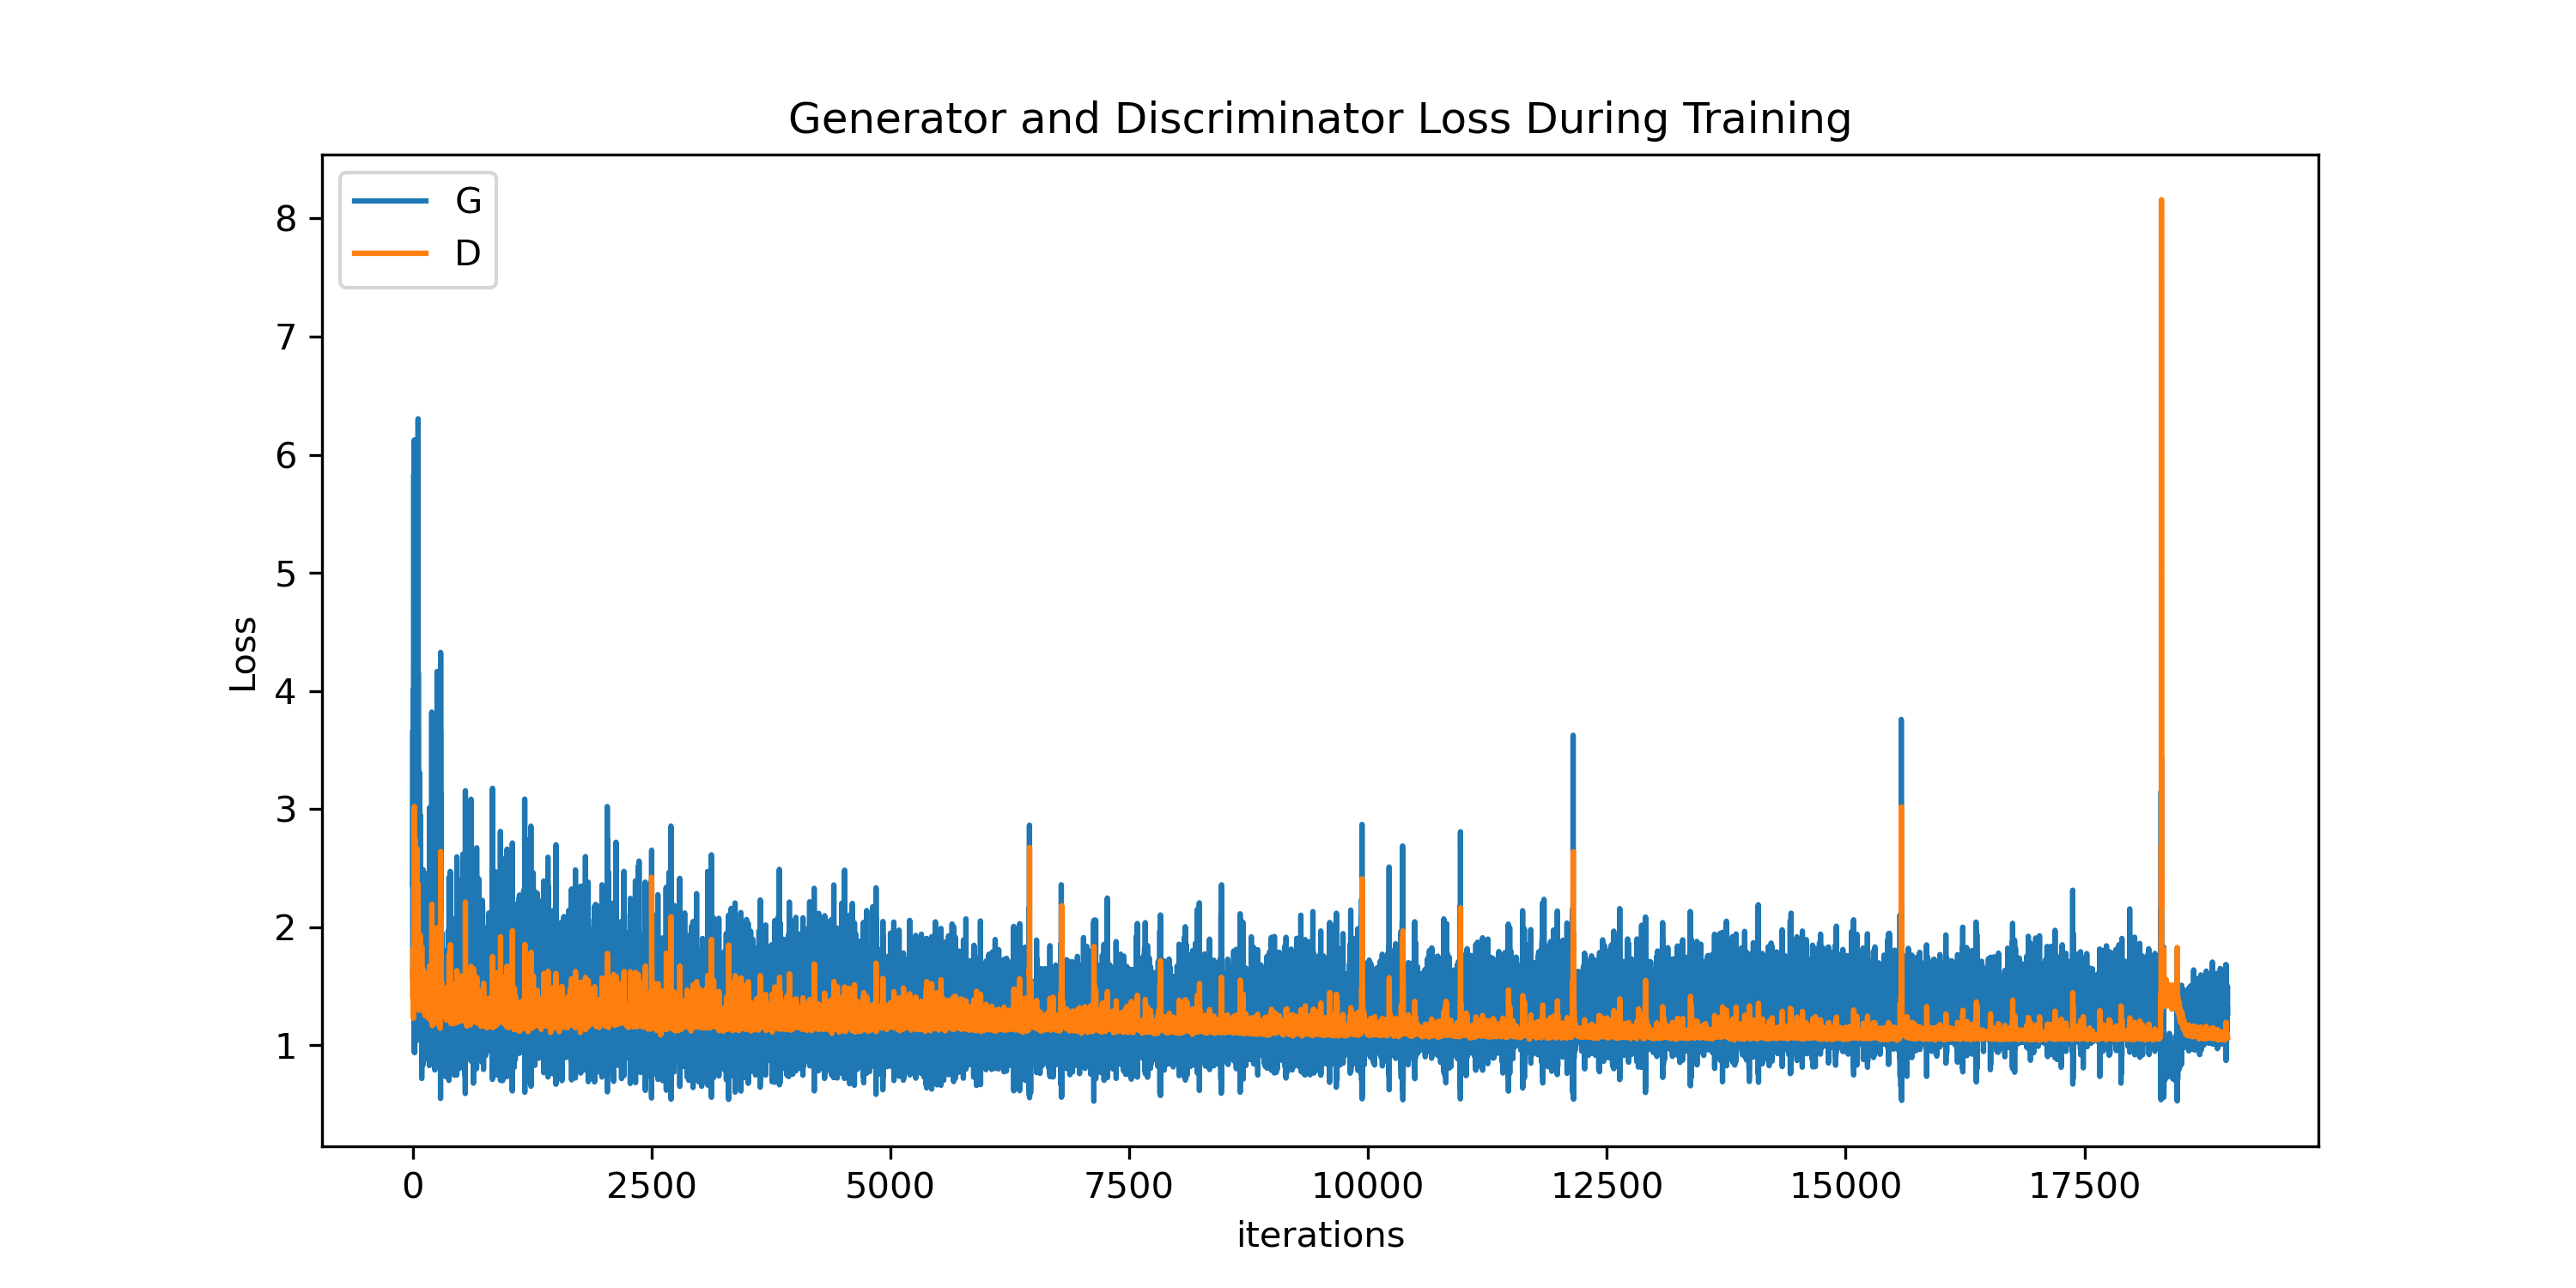 Generator and Discriminator Loss During Training
G
D
8
7
6
5
4
3
2
1
Loss
0 2500 5000 7500 10000 12500 15000 17500
iterations